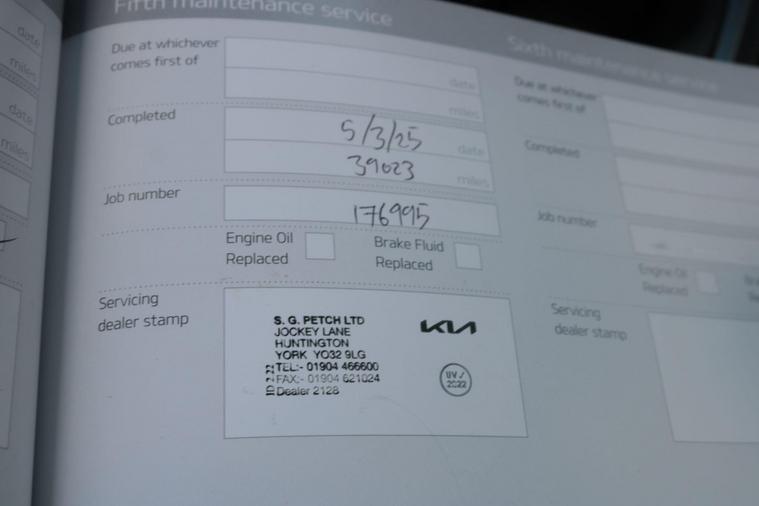 Fifth maintenance service
Due at whichever
comes first of
date
miles
Completed
5/3/25
date
39023
miles
Job number
176995
Engine Oil
Replaced
Brake Fluid
Replaced
Servicing
dealer stamp
S. G. PETCH LTD
JOCKEY LANE
HUNTINGTON
YORK YO32 9LG
TEL:- 01904 466600
FAX:- 01904 621024
Dealer 2128
KIA
UV ✓
2022
Sixth maintenance service
Due at whichever
comes first of
Completed
Job number
Engine Oil
Replaced
Servicing
dealer stamp
date
miles
date
miles